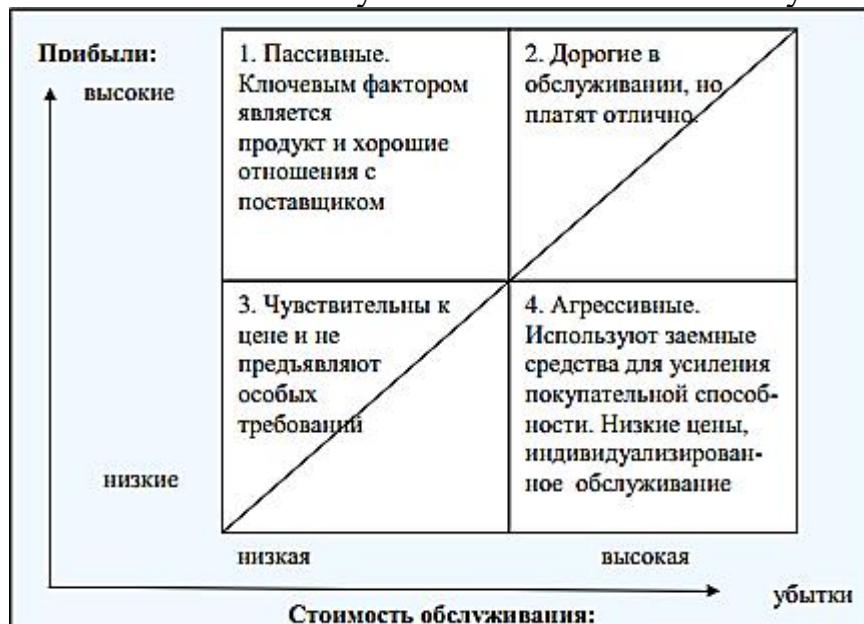 Прибыли:
высокие
1. Пассивные.
Ключевым фактором
является
продукт и хорошие
отношения с
поставщиком
2. Дорогие в
обслуживании, но
платят отлично.
3. Чувствительны к
цене и не
предъявляют
особых
требований
4. Агрессивные.
Используют заемные
средства для усиления
покупательной способ-
ности. Низкие цены,
индивидуализирован-
ное обслуживание
низкие
низкая
высокая
убытки
Стоимость обслуживания: